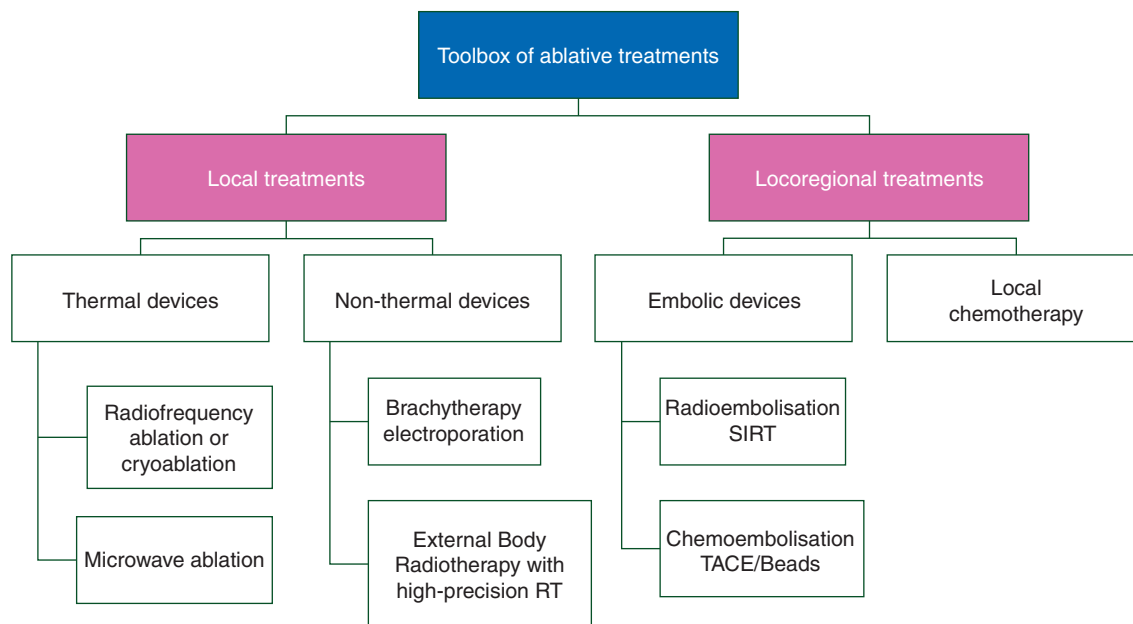 Toolbox of ablative treatments
Local treatments
Locoregional treatments
Thermal devices
Non-thermal devices
Embolic devices
Local
chemotherapy
Radiofrequency
ablation or
cryoablation
Brachytherapy
electroporation
Radioembolisation
SIRT
Microwave ablation
External Body
Radiotherapy with
high-precision RT
Chemoembolisation
TACE/Beads